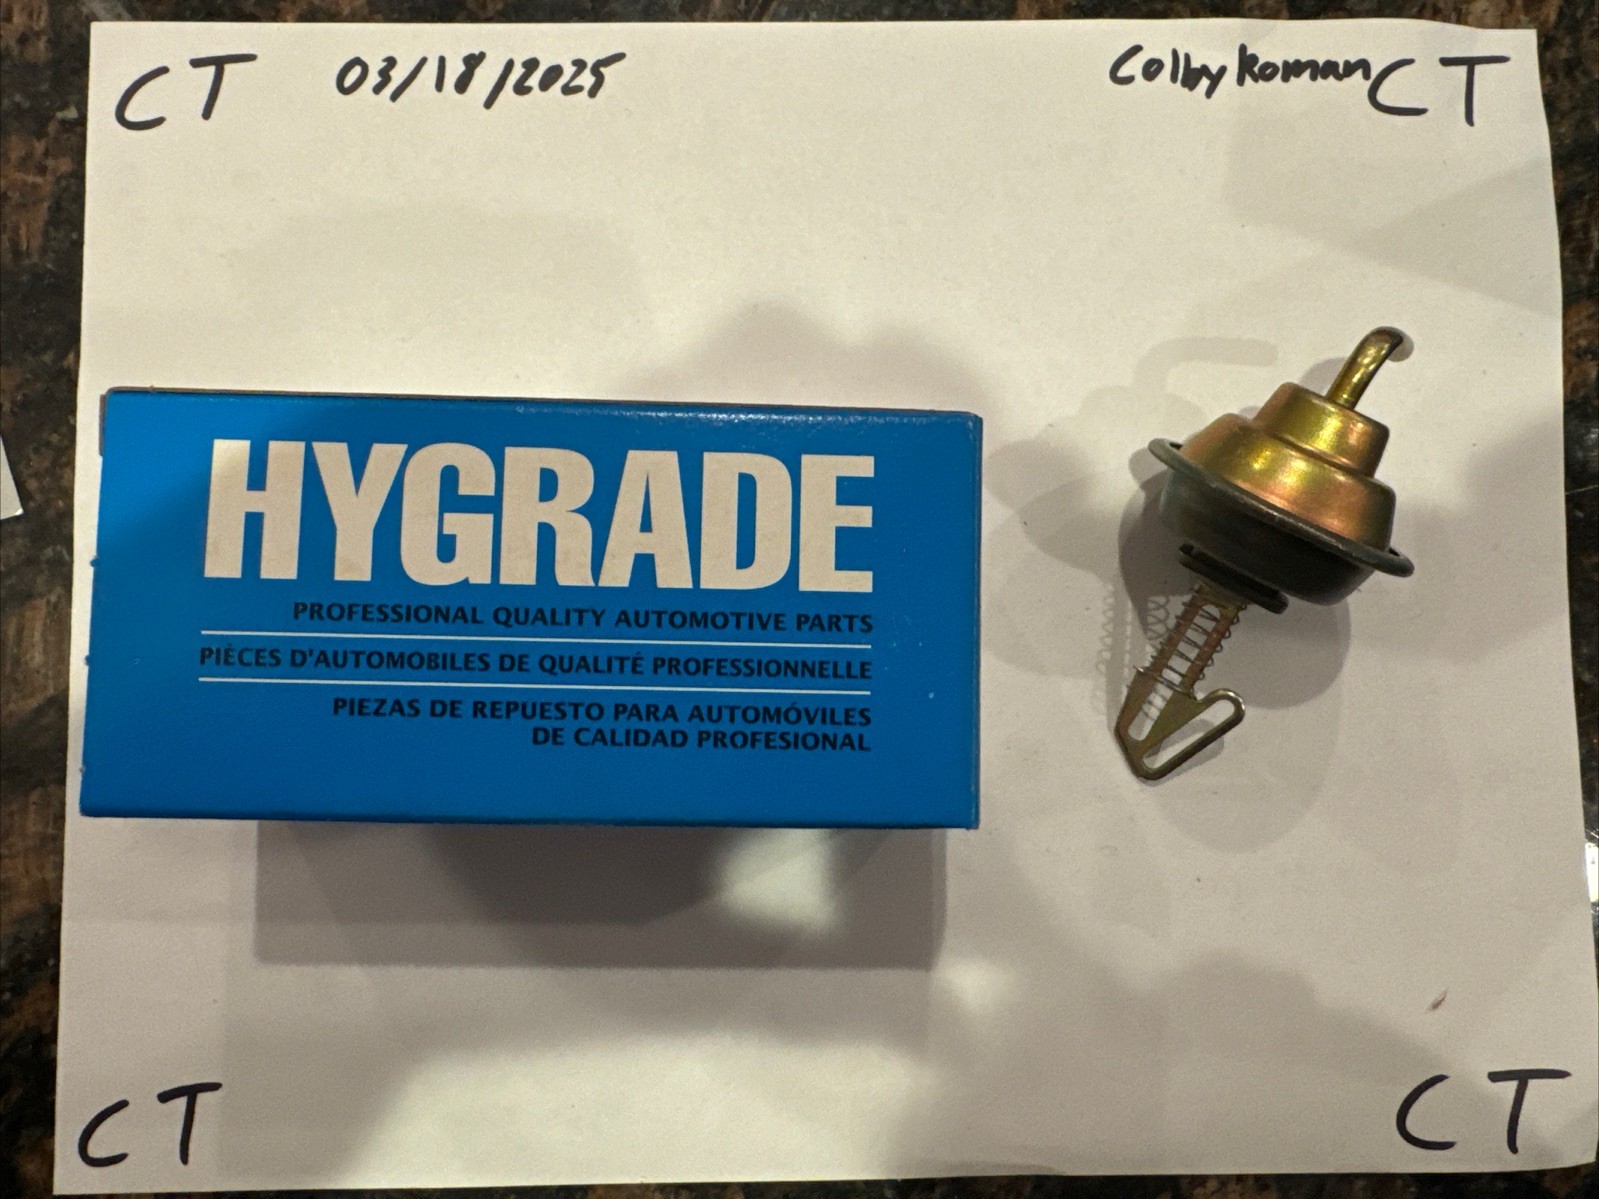 CT 03/18/2025 Colby Koman CT
HYGRADE
PROFESSIONAL QUALITY AUTOMOTIVE PARTS
PIÈCES D'AUTOMOBILES DE QUALITÉ PROFESSIONNELLE
PIEZAS DE REPUESTO PARA AUTOMÓVILES
DE CALIDAD PROFESIONAL
CT CT